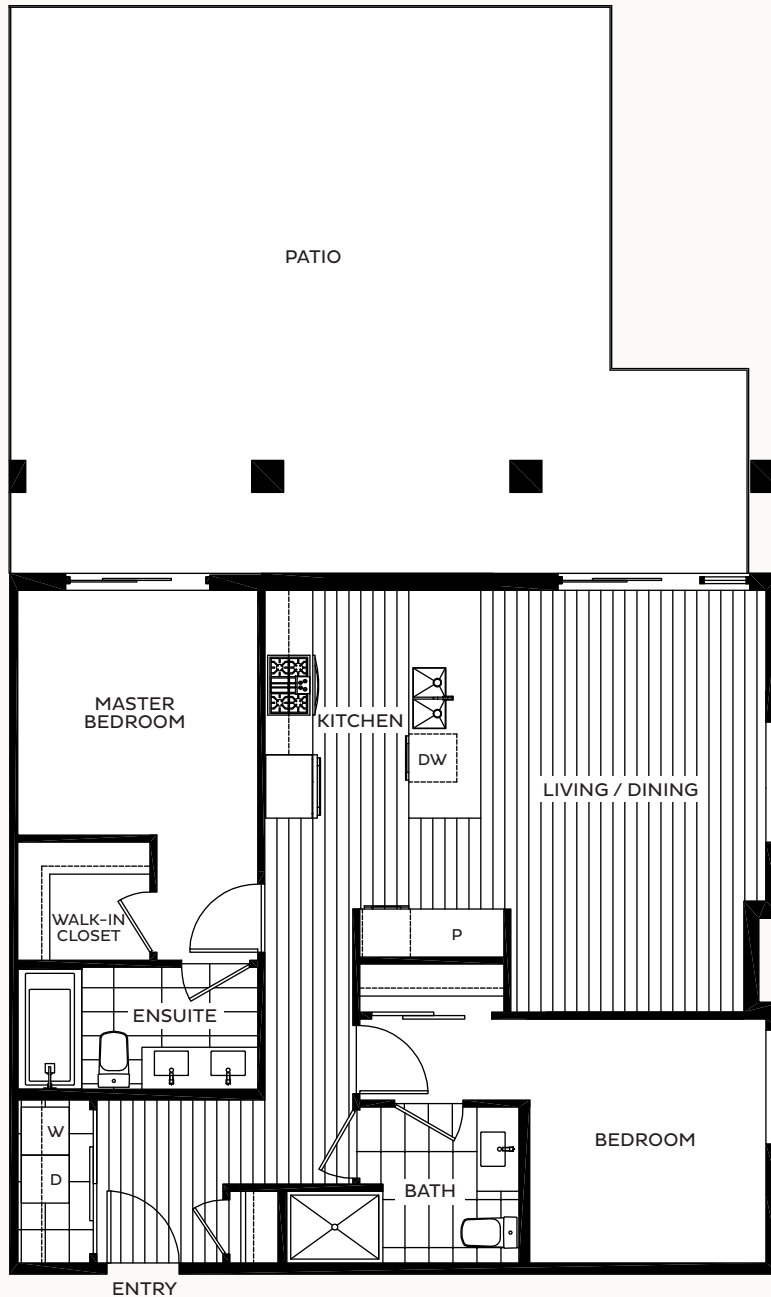 PATIO
MASTER
BEDROOM
KITCHEN
DW
LIVING / DINING
WALK-IN
CLOSET
P
ENSUITE
W
D
BEDROOM
BATH
ENTRY